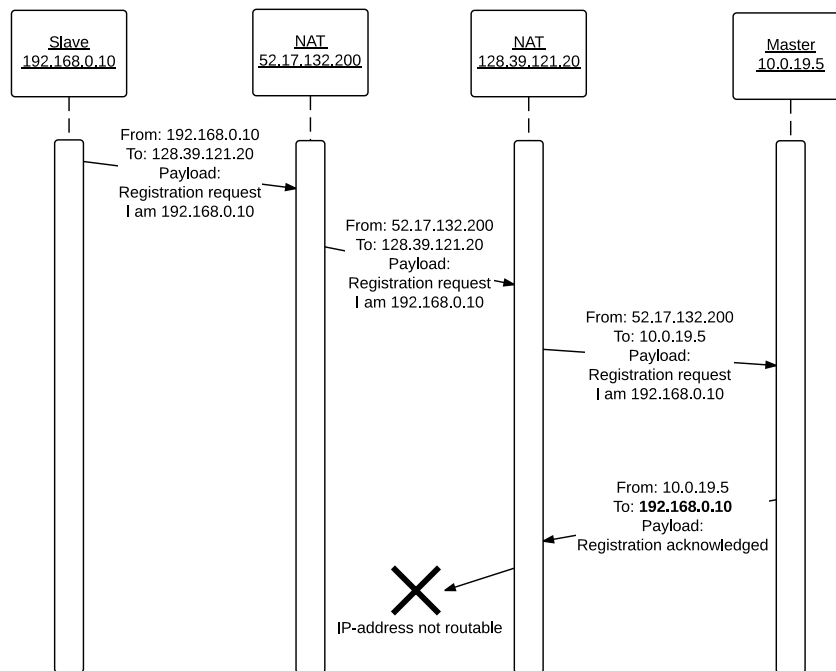 Slave
192.168.0.10
NAT
52.17.132.200
NAT
128.39.121.20
Master
10.0.19.5
From: 192.168.0.10
To: 128.39.121.20
Payload:
Registration request
I am 192.168.0.10
From: 52.17.132.200
To: 128.39.121.20
Payload:
Registration request
I am 192.168.0.10
From: 52.17.132.200
To: 10.0.19.5
Payload:
Registration request
I am 192.168.0.10
From: 10.0.19.5
To: 192.168.0.10
Payload:
Registration acknowledged
IP-address not routable